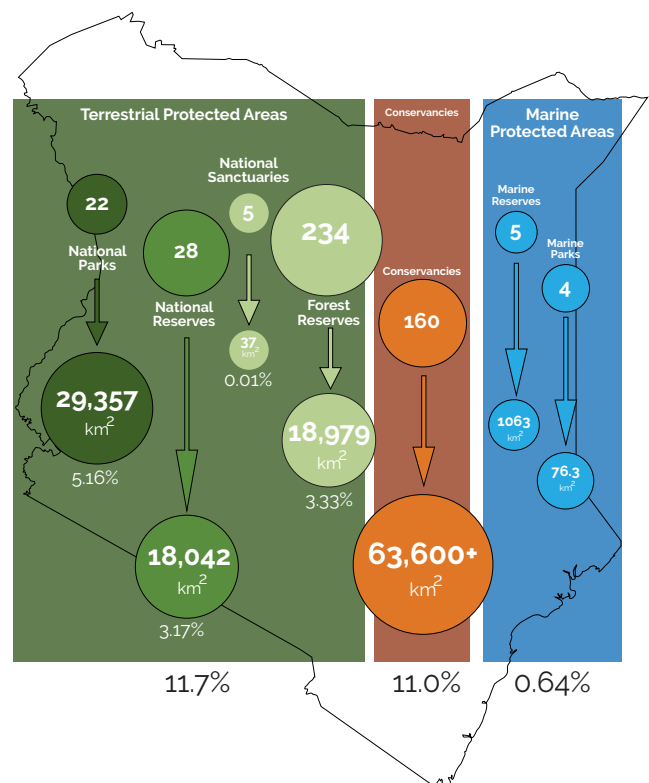 Terrestrial Protected Areas
22
National
Parks
29,357
km²
5.16%
28
National
Reserves
18,042
km²
3.17%
National
Sanctuaries
5
37
km²
0.01%
234
Forest
Reserves
18,979
km²
3.33%
11.7%
Conservancies
Conservancies
160
63,600+
km²
11.0%
Marine
Protected Areas
Marine
Reserves
5
1063
km²
Marine
Parks
4
76.3
km²
0.64%